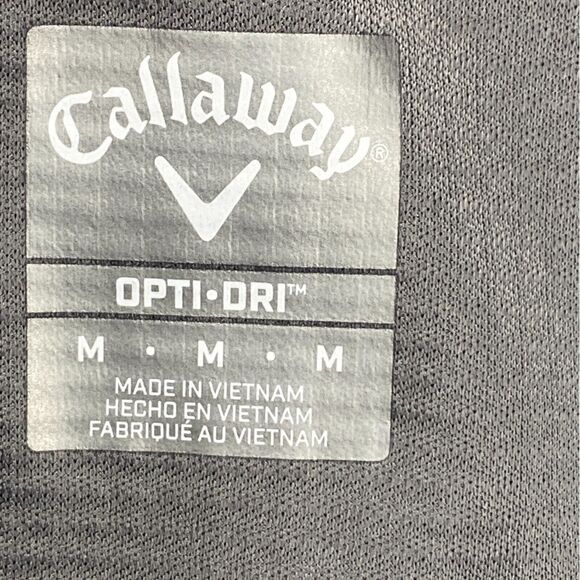 Callaway®
OPTI•DRI™
M • M • M
MADE IN VIETNAM
HECHO EN VIETNAM
FABRIQUÉ AU VIETNAM